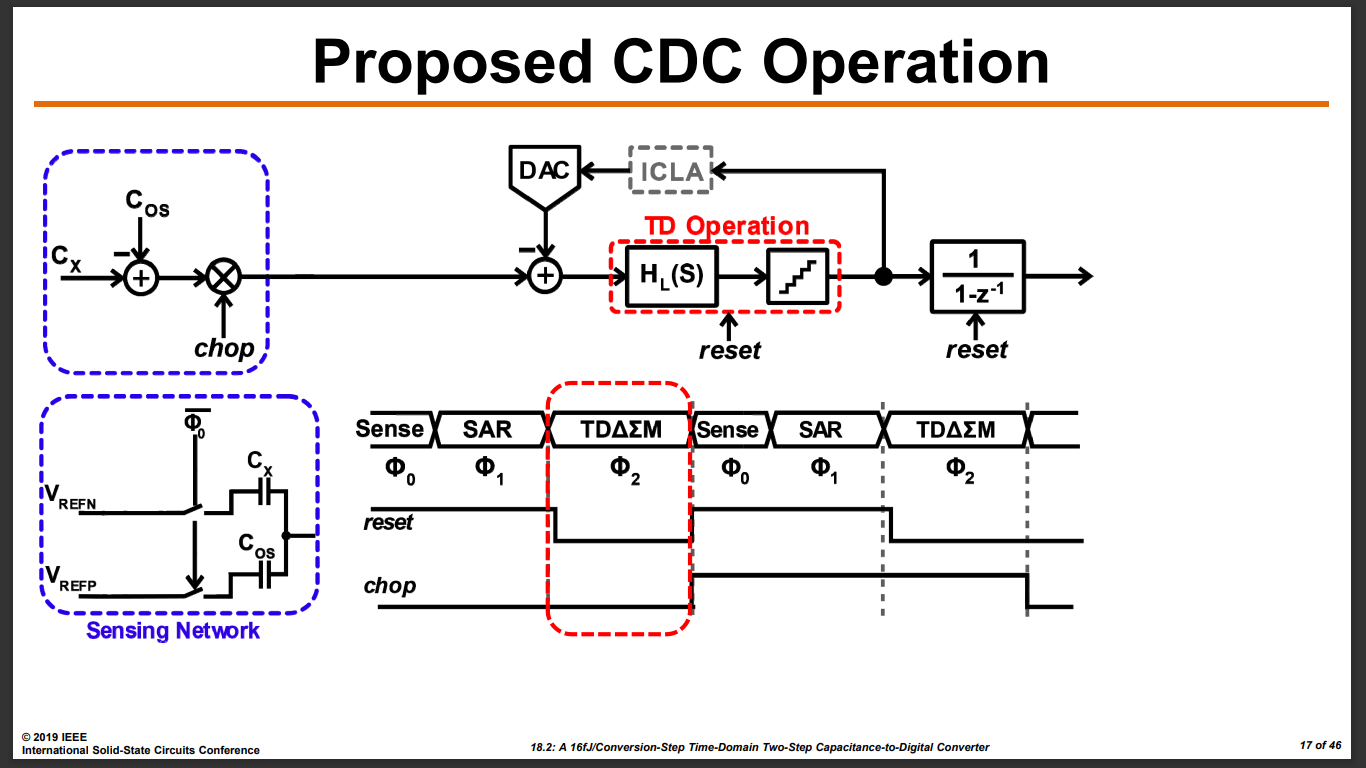 Proposed CDC Operation
C_OS
C_X
−
+
chop
DAC
ICLA
−
+
TD Operation
H_L(S)
reset
1
1-z^-1
reset
Φ̅_0
V_REFN
C_X
C_OS
V_REFP
Sensing Network
Sense SAR TDΔΣM Sense SAR TDΔΣM
Φ_0 Φ_1 Φ_2 Φ_0 Φ_1 Φ_2
reset
chop
© 2019 IEEE
International Solid-State Circuits Conference
18.2: A 16fJ/Conversion-Step Time-Domain Two-Step Capacitance-to-Digital Converter
17 of 46